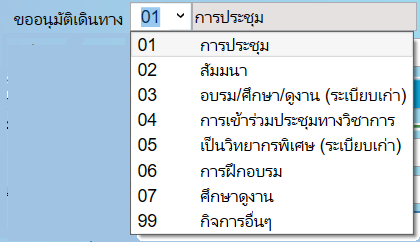 ขออนุมัติเดินทาง 01 การประชุม
01 การประชุม
02 สัมมนา
03 อบรม/ศึกษา/ดูงาน (ระเบียบเก่า)
04 การเข้าร่วมประชุมทางวิชาการ
05 เป็นวิทยากรพิเศษ (ระเบียบเก่า)
06 การฝึกอบรม
07 ศึกษาดูงาน
99 กิจการอื่นๆ